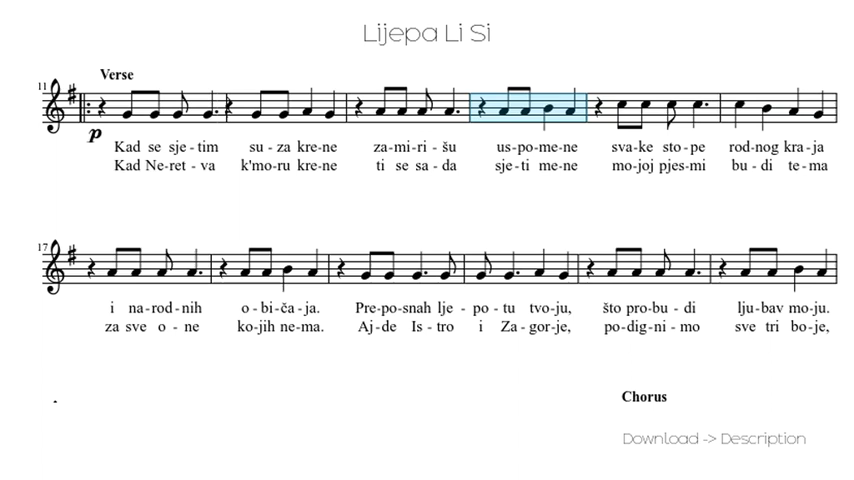 Lijepa Li Si
Verse
11
p
Kad se sje - tim su - za kre-ne za-mi-ri - šu us-po-me-ne sva-ke sto - pe rod-nog kra - ja
Kad Ne-ret - va k'mo-ru kre-ne ti se sa - da sje-ti mene mo-joj pjes-mi bu - di te - ma
17
i na-rod-nih o - bi - ča - ja. Pre-po-snah lje - po - tu tvo-ju, što pro-bu - di lju-bav mo-ju.
za sve o - ne ko-jih ne-ma. Aj-de Is - tro i Za - gor-je, po-dig-ni - mo sve tri bo-je,
Chorus
Download -> Description